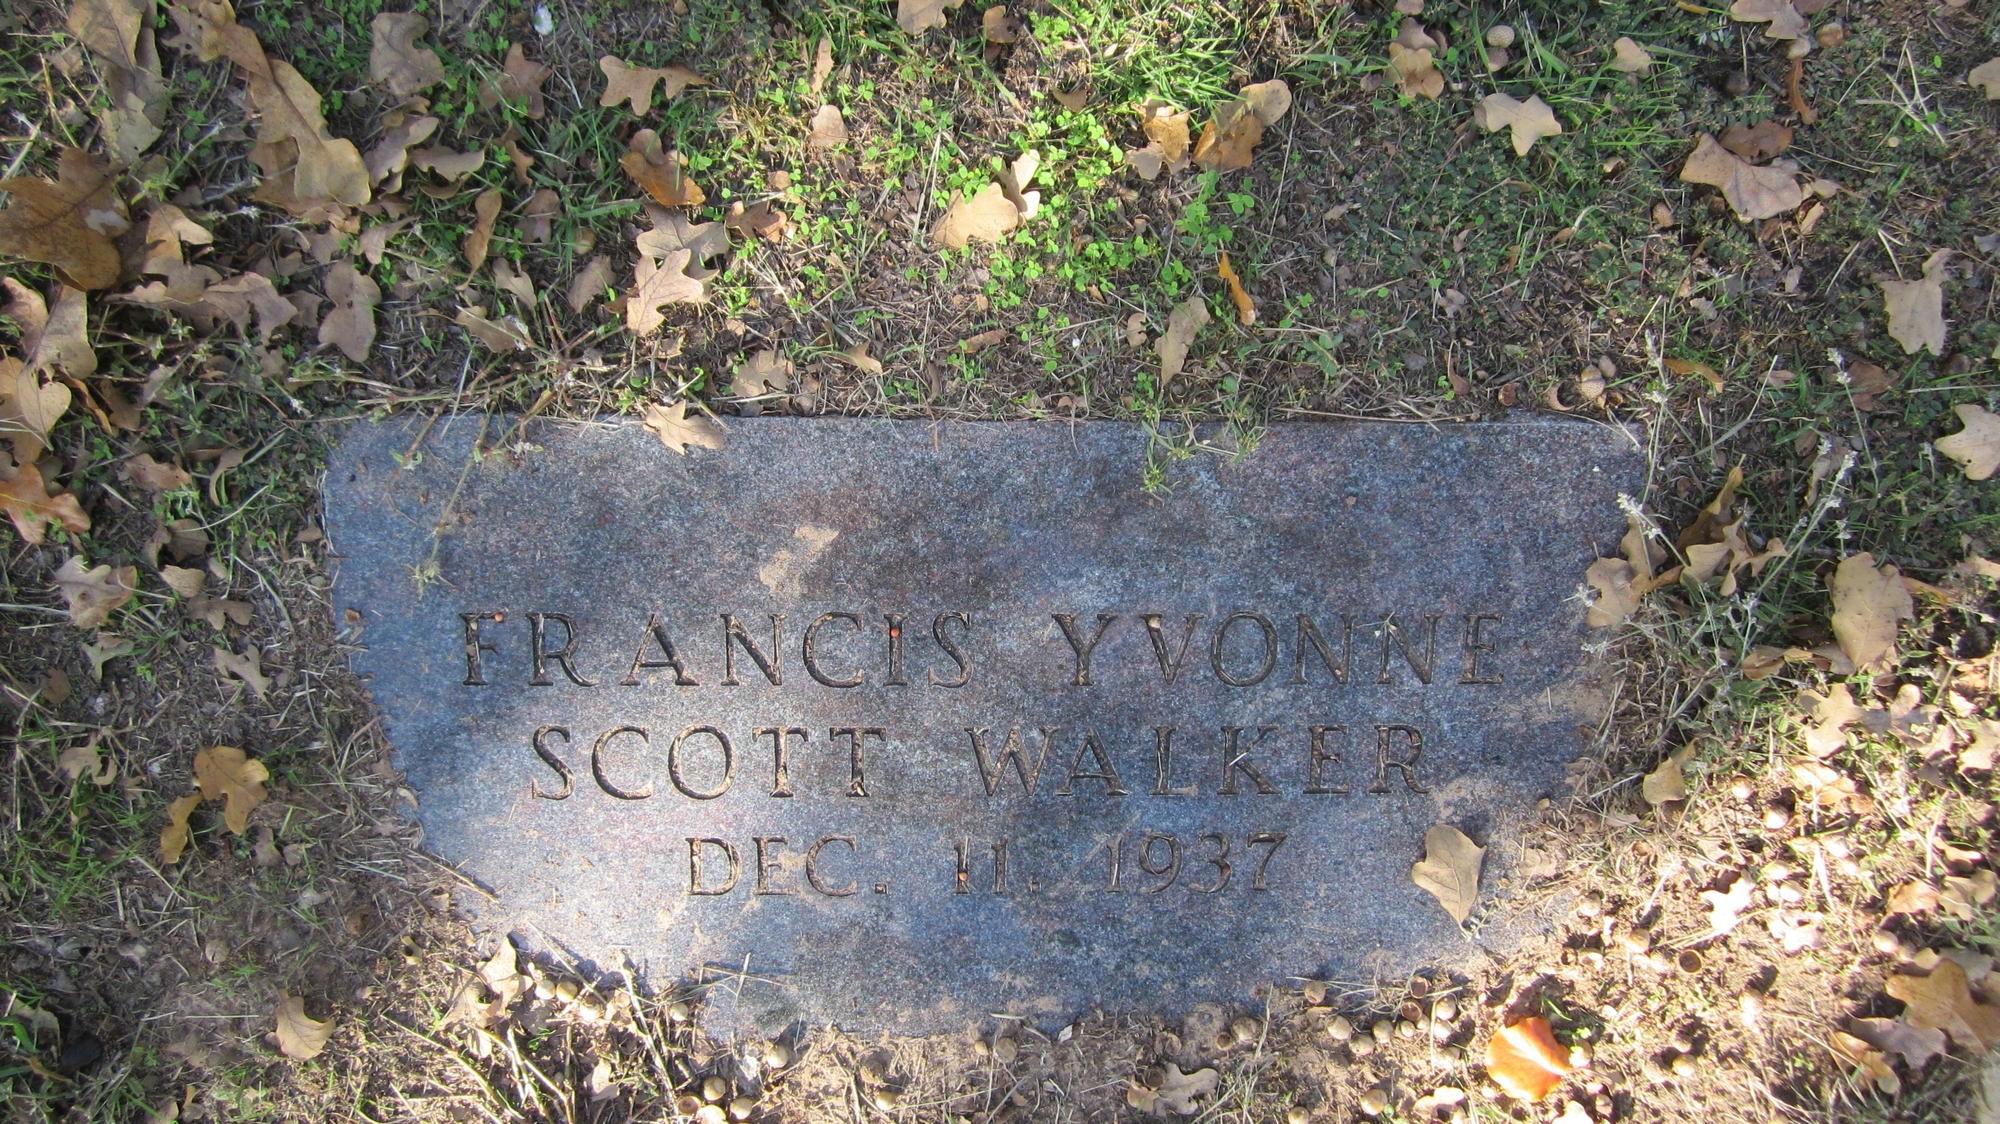 FRANCIS YVONNE
SCOTT WALKER
DEC. 11. 1937